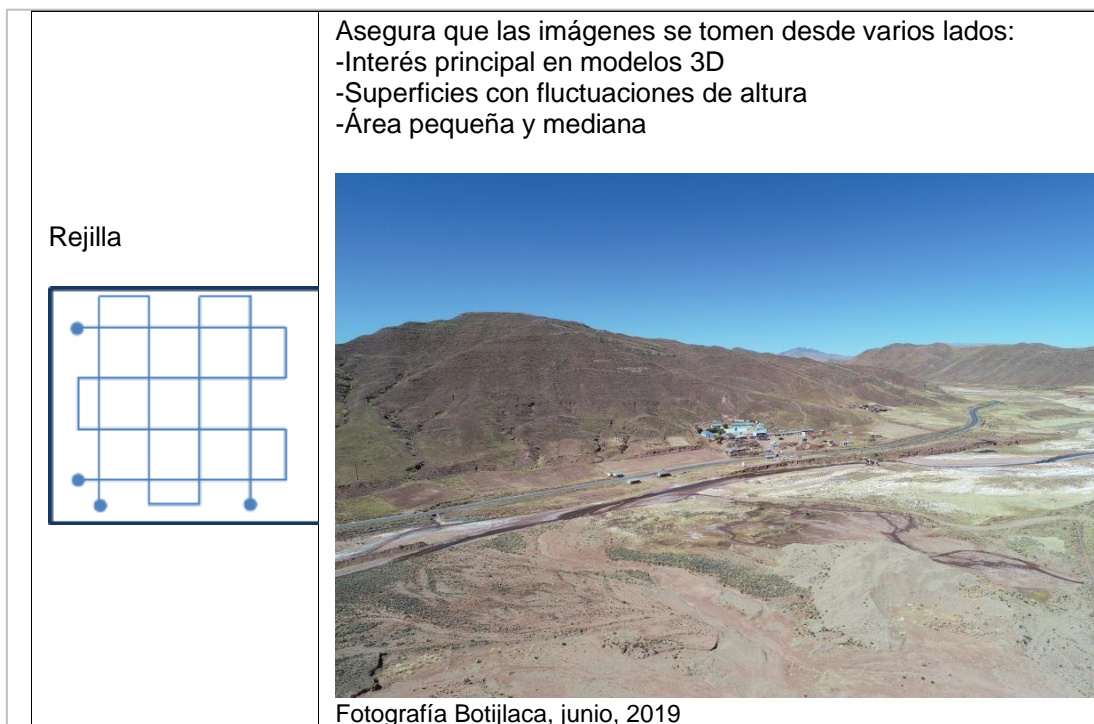 Asegura que las imágenes se tomen desde varios lados:
-Interés principal en modelos 3D
-Superficies con fluctuaciones de altura
-Área pequeña y mediana
Rejilla
Fotografía Botijlaca, junio, 2019